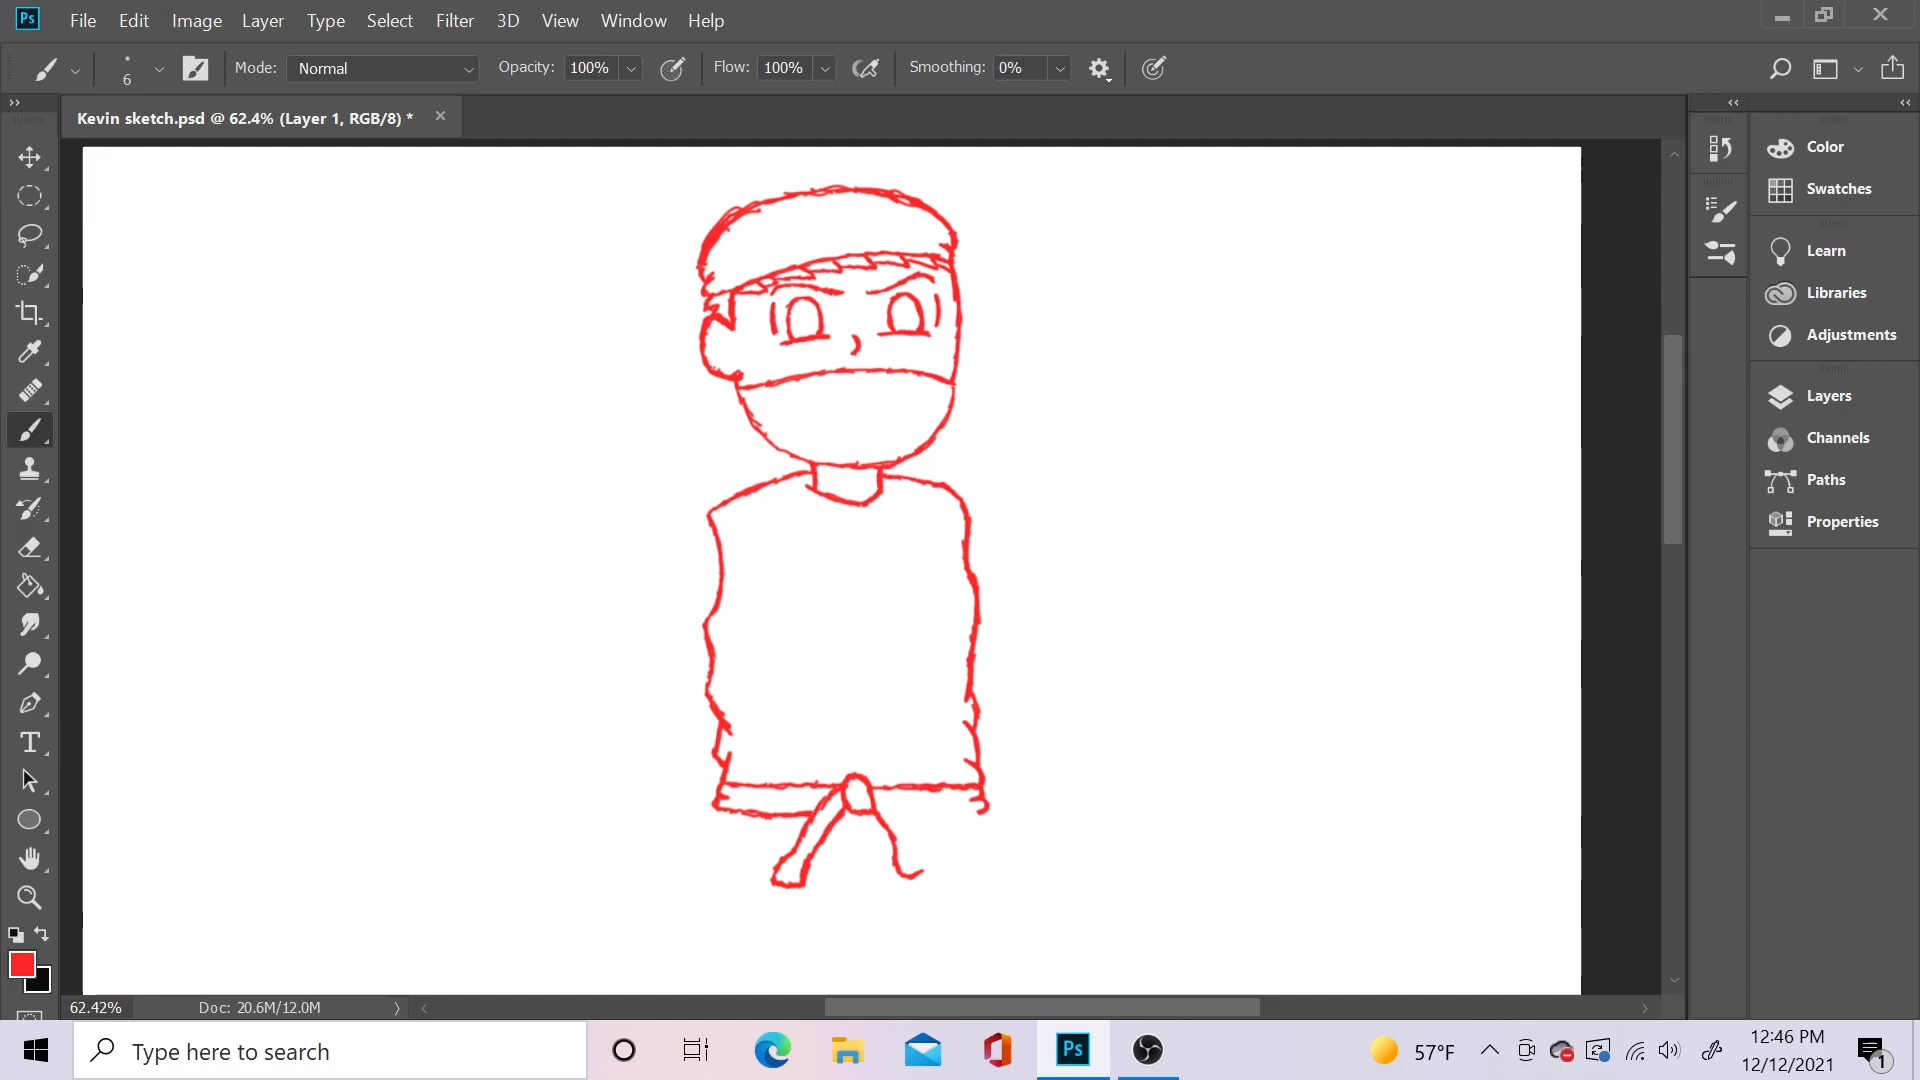 Ps File Edit Image Layer Type Select Filter 3D View Window Help
6 Mode: Normal Opacity: 100% Flow: 100% Smoothing: 0%
Kevin sketch.psd @ 62.4% (Layer 1, RGB/8) *
Color
Swatches
Learn
Libraries
Adjustments
Layers
Channels
Paths
Properties
62.42% Doc: 20.6M/12.0M
Type here to search
Ps
57°F
12:46 PM
12/12/2021
1